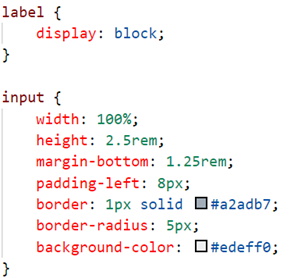 label {
display: block;
}
input {
width: 100%;
height: 2.5rem;
margin-bottom: 1.25rem;
padding-left: 8px;
border: 1px solid #a2adb7;
border-radius: 5px;
background-color: #edeff0;
}